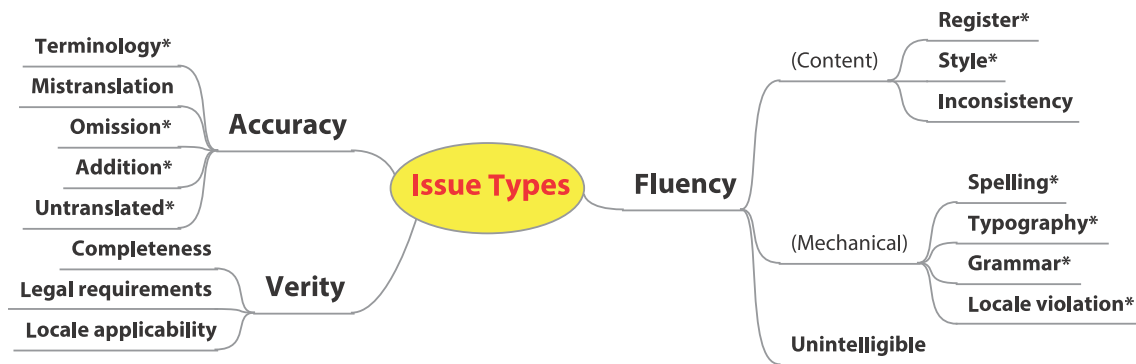 Issue Types
Accuracy
Terminology*
Mistranslation
Omission*
Addition*
Untranslated*
Verity
Completeness
Legal requirements
Locale applicability
Fluency
(Content)
Register*
Style*
Inconsistency
(Mechanical)
Spelling*
Typography*
Grammar*
Locale violation*
Unintelligible